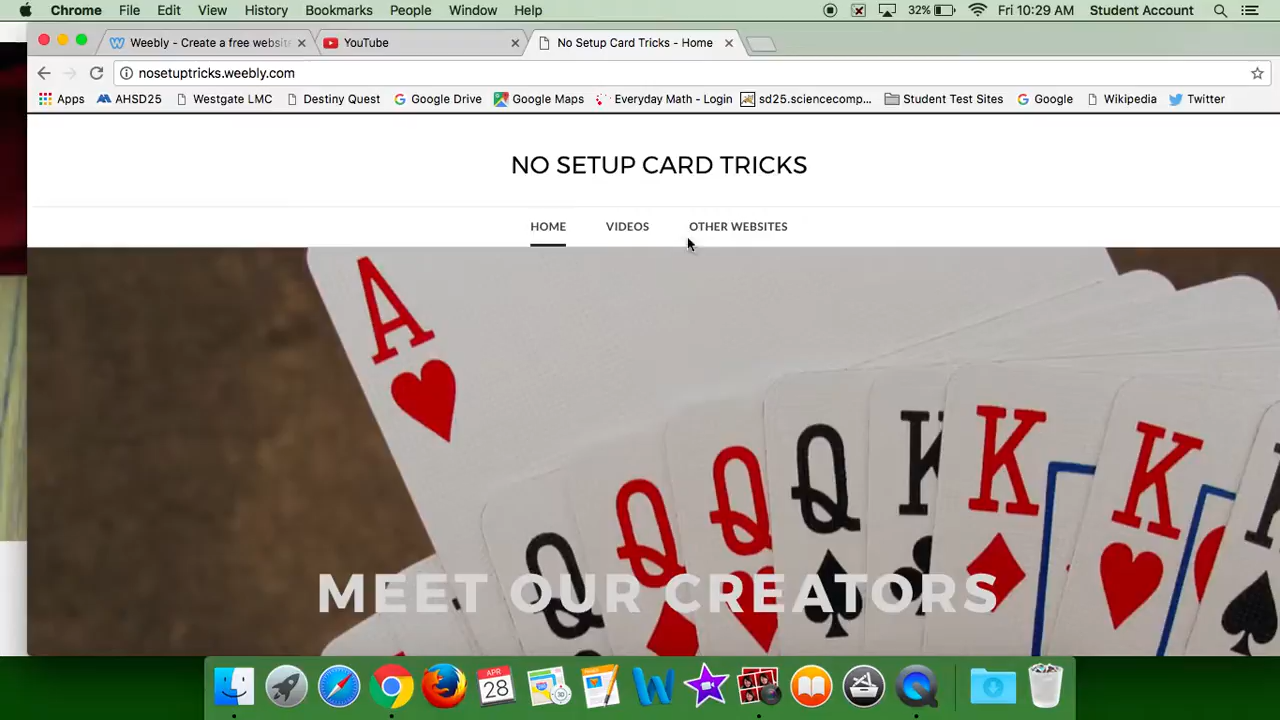 Chrome File Edit View History Bookmarks People Window Help 32% Fri 10:29 AM Student Account
Weebly - Create a free websit YouTube No Setup Card Tricks - Home
nosetuptricks.weebly.com
Apps AHSD25 Westgate LMC Destiny Quest Google Drive Google Maps Everyday Math - Login sd25.sciencecomp... Student Test Sites Google Wikipedia Twitter
NO SETUP CARD TRICKS
HOME VIDEOS OTHER WEBSITES
A
Q Q Q Q K K K K
MEET OUR CREATORS
APR
28